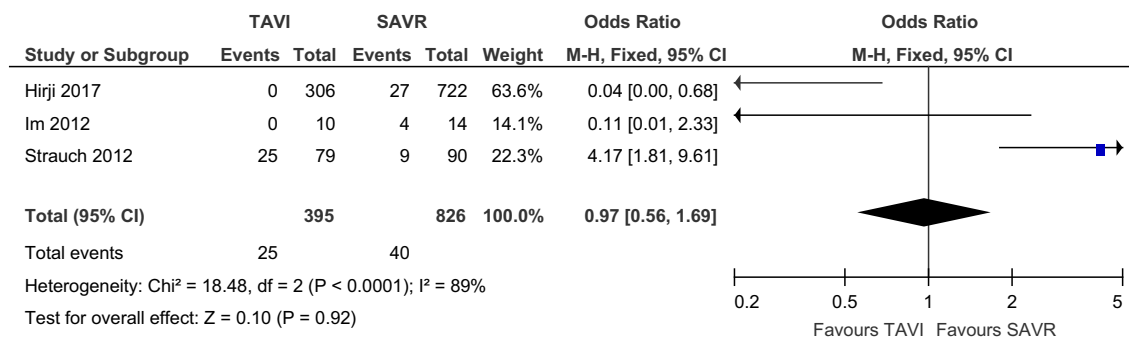 TAVI SAVR Odds Ratio Odds Ratio
Study or Subgroup Events Total Events Total Weight M-H, Fixed, 95% CI M-H, Fixed, 95% CI
Hirji 2017 0 306 27 722 63.6% 0.04 [0.00, 0.68]
Im 2012 0 10 4 14 14.1% 0.11 [0.01, 2.33]
Strauch 2012 25 79 9 90 22.3% 4.17 [1.81, 9.61]
Total (95% CI) 395 826 100.0% 0.97 [0.56, 1.69]
Total events 25 40
Heterogeneity: Chi² = 18.48, df = 2 (P < 0.0001); I² = 89%
Test for overall effect: Z = 0.10 (P = 0.92)
0.2 0.5 1 2 5
Favours TAVI Favours SAVR